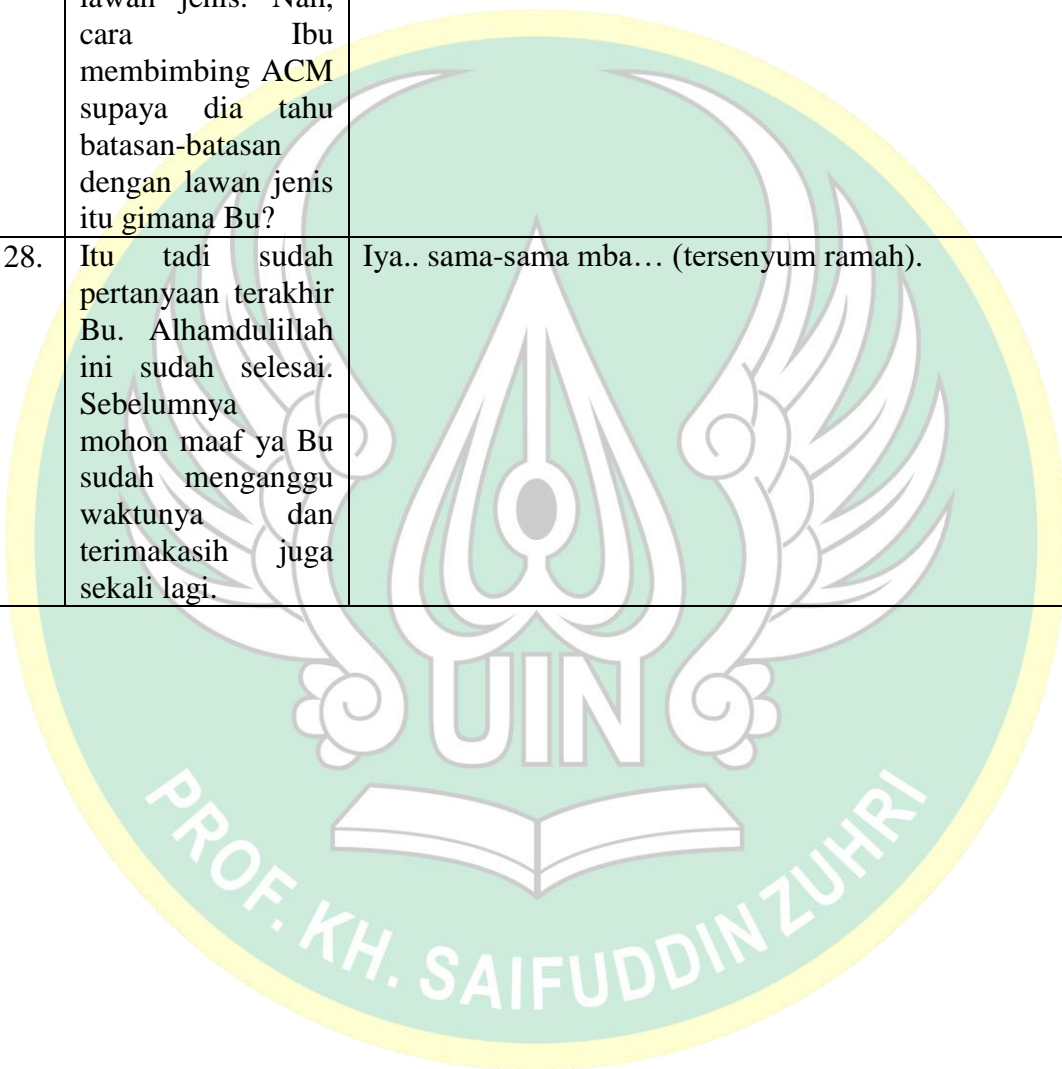 lawan jenis. Nah,
cara Ibu
membimbing ACM
supaya dia tahu
batasan-batasan
dengan lawan jenis
itu gimana Bu?
28.
Itu tadi sudah
pertanyaan terakhir
Bu. Alhamdulillah
ini sudah selesai.
Sebelumnya
mohon maaf ya Bu
sudah menganggu
waktunya dan
terimakasih juga
sekali lagi.
Iya.. sama-sama mba… (tersenyum ramah).
UIN
PROF. KH. SAIFUDDIN ZUHRI